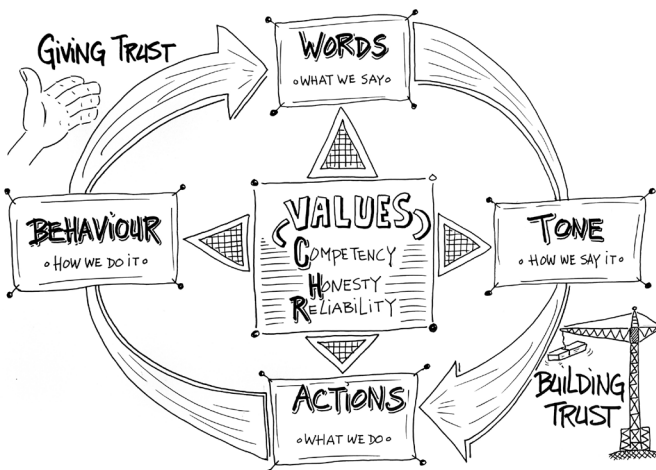 GIVING TRUST
WORDS
WHAT WE SAY
BEHAVIOUR
HOW WE DO IT
VALUES
COMPETENCY
HONESTY
RELIABILITY
TONE
HOW WE SAY IT
ACTIONS
WHAT WE DO
BUILDING
TRUST